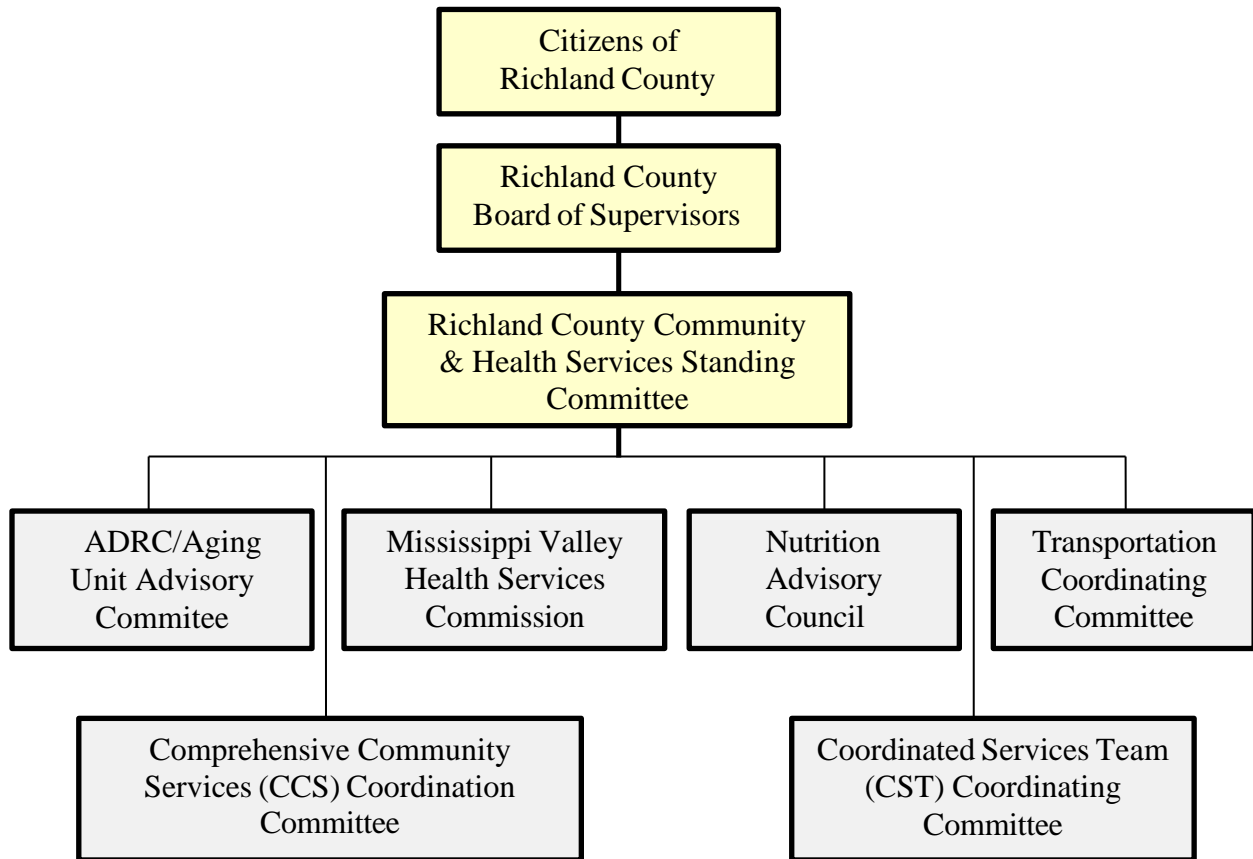 Citizens of
Richland County
Richland County
Board of Supervisors
Richland County Community
& Health Services Standing
Committee
ADRC/Aging
Unit Advisory
Commitee
Mississippi Valley
Health Services
Commission
Nutrition
Advisory
Council
Transportation
Coordinating
Committee
Comprehensive Community
Services (CCS) Coordination
Committee
Coordinated Services Team
(CST) Coordinating
Committee